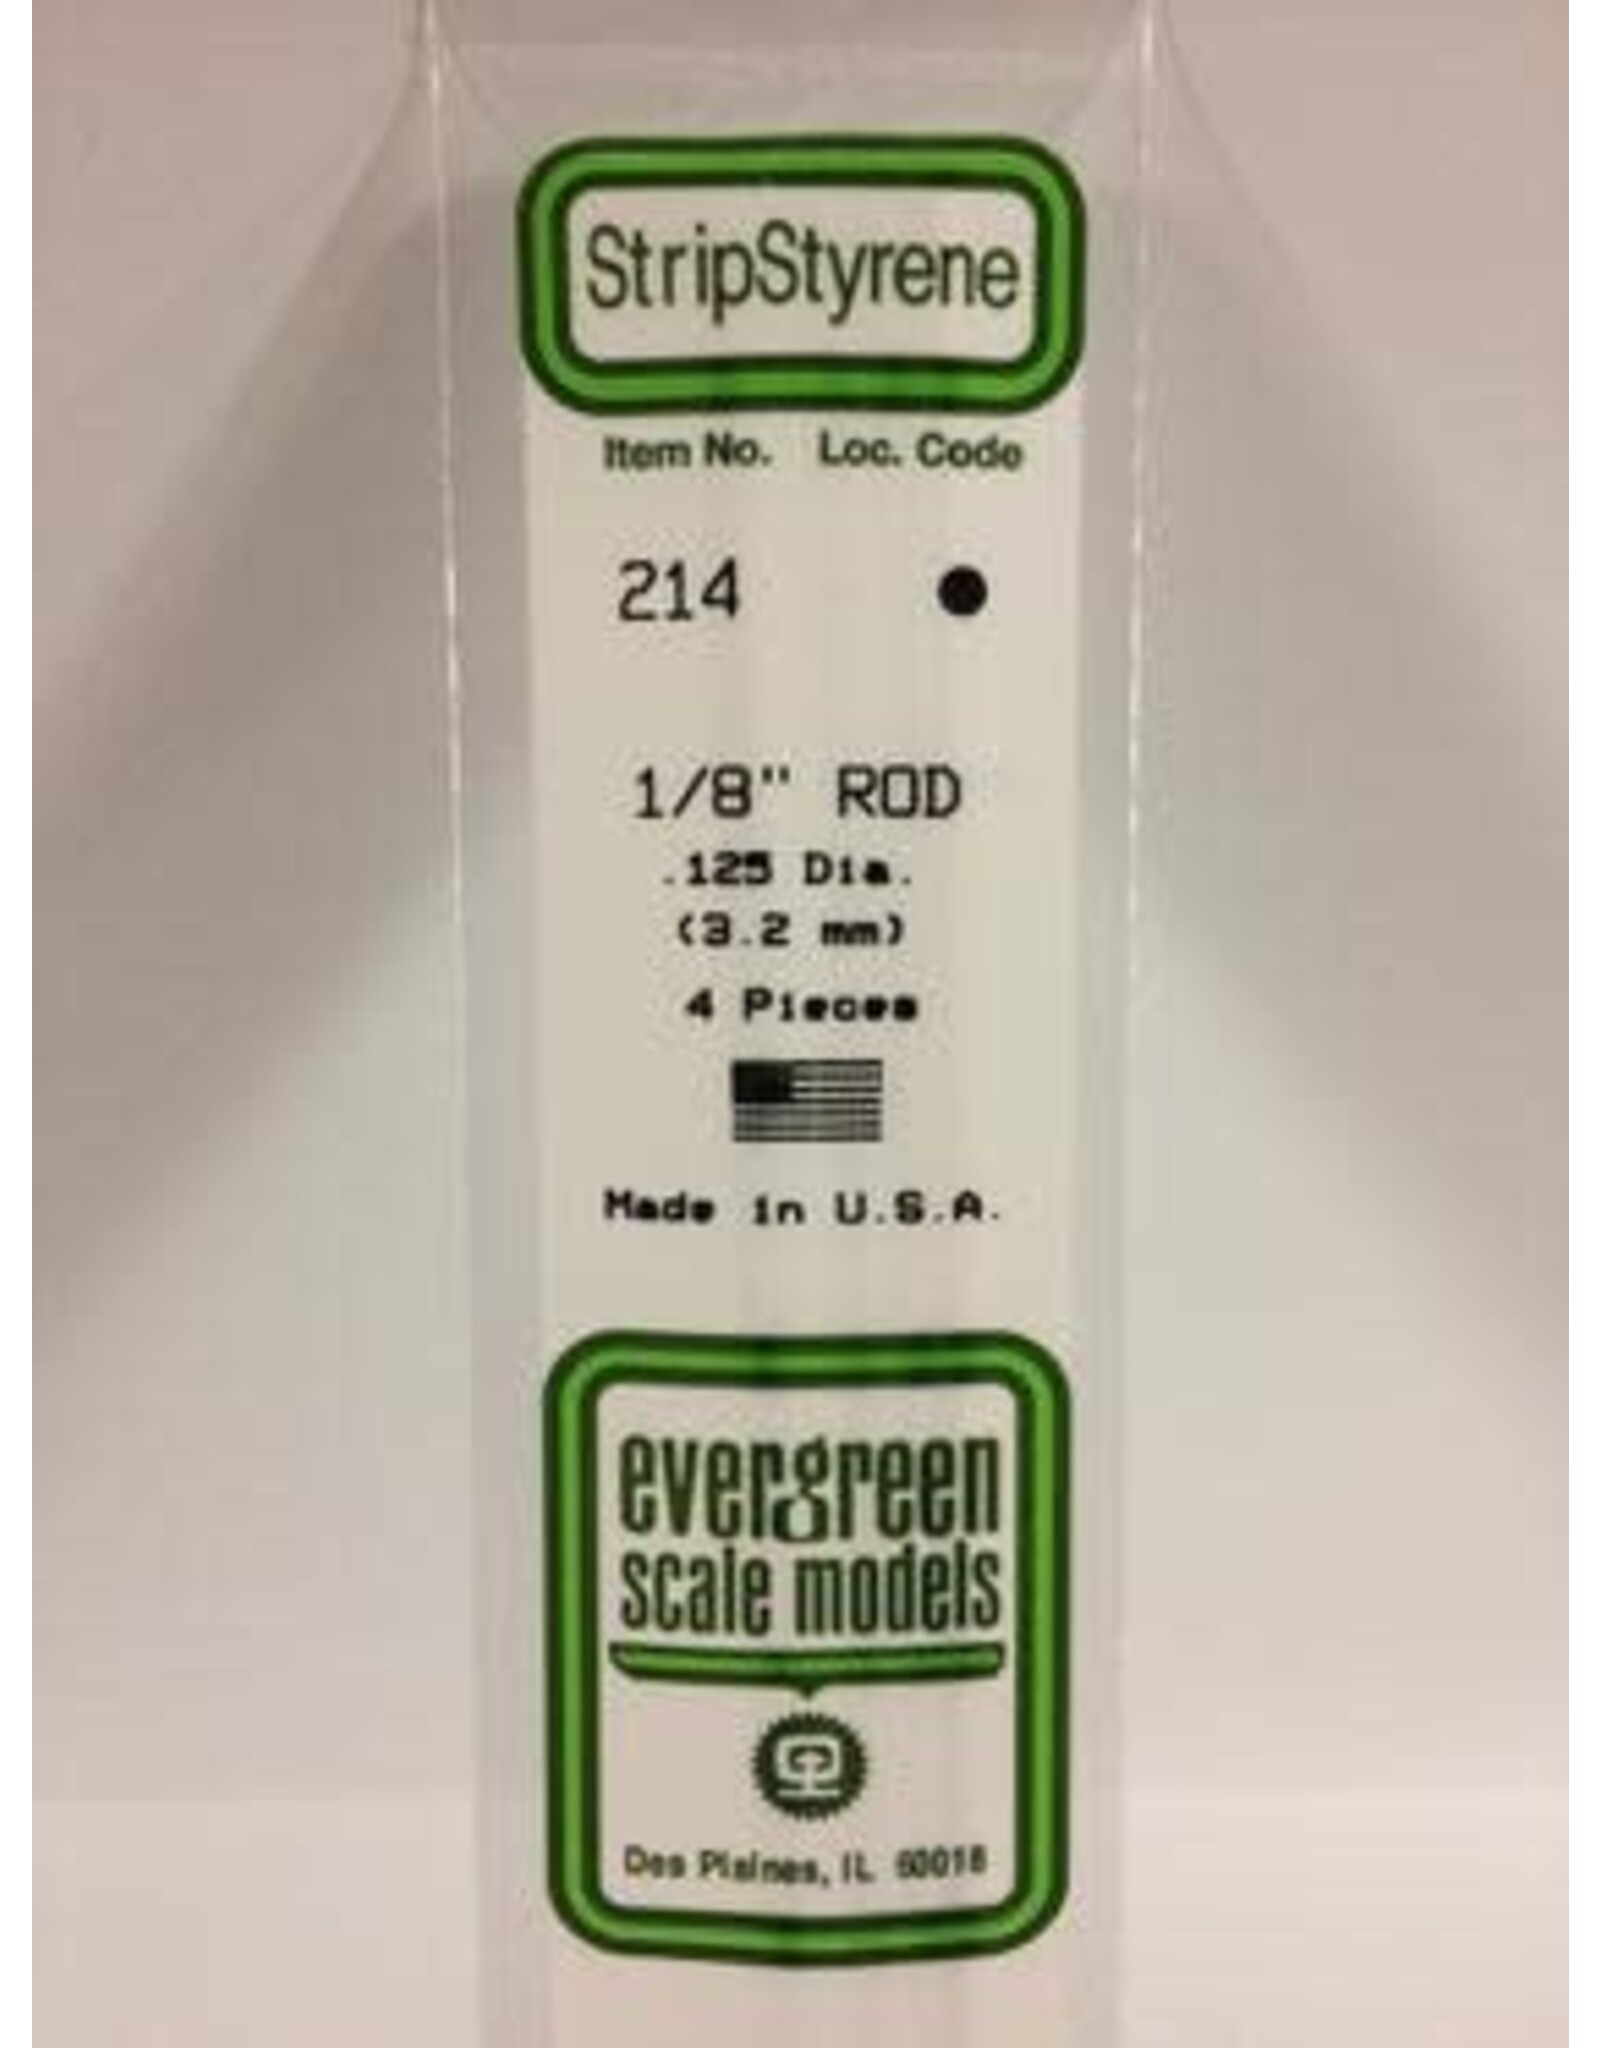 StripStyrene
Item No. Loc. Code
214 ●
1/8" ROD
.125 Dia.
(3.2 mm)
4 Pieces
Made in U.S.A.
evergreen
scale models
Des Plaines, IL 60018